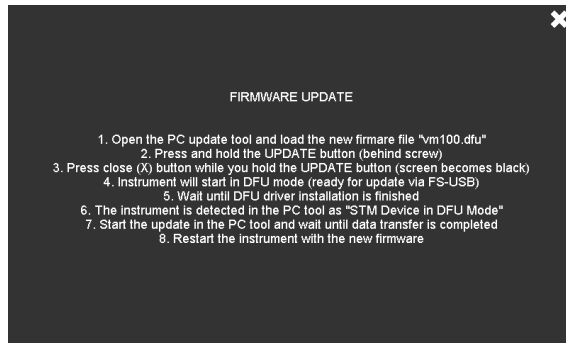 FIRMWARE UPDATE
1. Open the PC update tool and load the new firmare file "vm100.dfu"
2. Press and hold the UPDATE button (behind screw)
3. Press close (X) button while you hold the UPDATE button (screen becomes black)
4. Instrument will start in DFU mode (ready for update via FS-USB)
5. Wait until DFU driver installation is finished
6. The instrument is detected in the PC tool as "STM Device in DFU Mode"
7. Start the update in the PC tool and wait until data transfer is completed
8. Restart the instrument with the new firmware